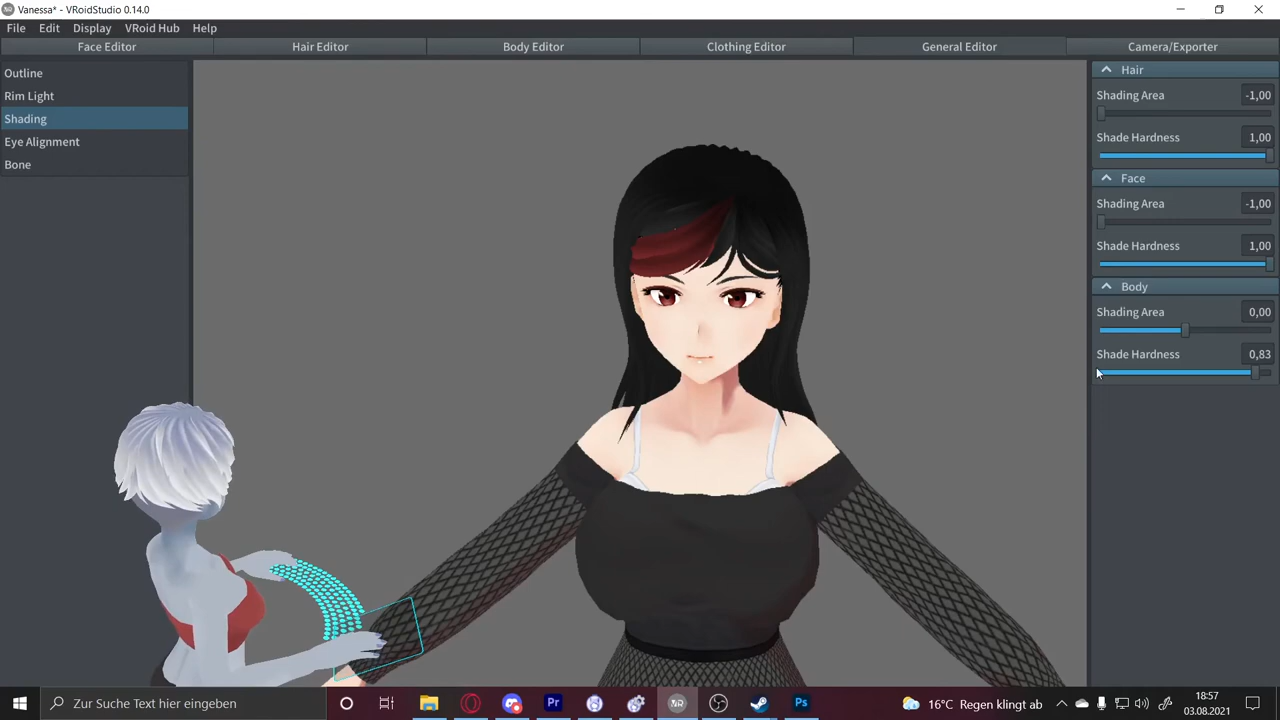 Vanessa* - VRoidStudio 0.14.0
File Edit Display VRoid Hub Help
Face Editor Hair Editor Body Editor Clothing Editor General Editor Camera/Exporter
Outline
Rim Light
Shading
Eye Alignment
Bone
Hair
Shading Area -1,00
Shade Hardness 1,00
Face
Shading Area -1,00
Shade Hardness 1,00
Body
Shading Area 0,00
Shade Hardness 0,83
Zur Suche Text hier eingeben
Pr
Ps
16°C Regen klingt ab
18:57
03.08.2021